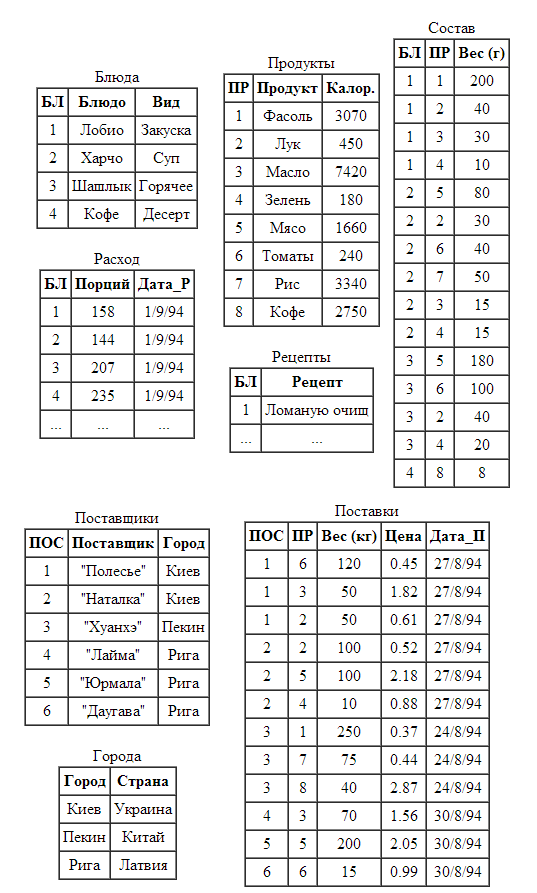 Блюда
БЛ Блюдо Вид
1 Лобио Закуска
2 Харчо Суп
3 Шашлык Горячее
4 Кофе Десерт
Расход
БЛ Порций Дата_Р
1 158 1/9/94
2 144 1/9/94
3 207 1/9/94
4 235 1/9/94
... ... ...
Продукты
ПР Продукт Калор.
1 Фасоль 3070
2 Лук 450
3 Масло 7420
4 Зелень 180
5 Мясо 1660
6 Томаты 240
7 Рис 3340
8 Кофе 2750
Рецепты
БЛ Рецепт
1 Ломаную очищ
... ...
Состав
БЛ ПР Вес (г)
1 1 200
1 2 40
1 3 30
1 4 10
2 5 80
2 2 30
2 6 40
2 7 50
2 3 15
2 4 15
3 5 180
3 6 100
3 2 40
3 4 20
4 8 8
Поставщики
ПОС Поставщик Город
1 "Полесье" Киев
2 "Наталка" Киев
3 "Хуанхэ" Пекин
4 "Лайма" Рига
5 "Юрмала" Рига
6 "Даугава" Рига
Города
Город Страна
Киев Украина
Пекин Китай
Рига Латвия
Поставки
ПОС ПР Вес (кг) Цена Дата_П
1 6 120 0.45 27/8/94
1 3 50 1.82 27/8/94
1 2 50 0.61 27/8/94
2 2 100 0.52 27/8/94
2 5 100 2.18 27/8/94
2 4 10 0.88 27/8/94
3 1 250 0.37 24/8/94
3 7 75 0.44 24/8/94
3 8 40 2.87 24/8/94
4 3 70 1.56 30/8/94
5 5 200 2.05 30/8/94
6 6 15 0.99 30/8/94